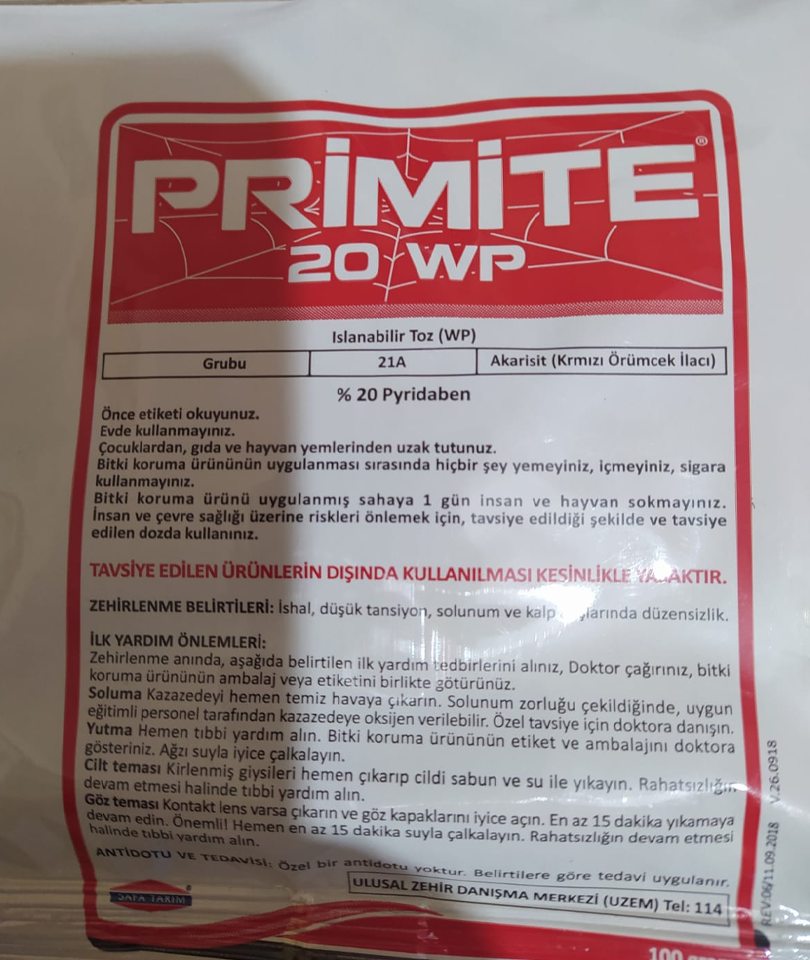 PRİMİTE®
20 WP
Islanabilir Toz (WP)
Grubu 21A Akarisit (Krmızı Örümcek İlacı)
% 20 Pyridaben
Önce etiketi okuyunuz.
Evde kullanmayınız.
Çocuklardan, gıda ve hayvan yemlerinden uzak tutunuz.
Bitki koruma ürününün uygulanması sırasında hiçbir şey yemeyiniz, içmeyiniz, sigara
kullanmayınız.
Bitki koruma ürünü uygulanmış sahaya 1 gün insan ve hayvan sokmayınız.
İnsan ve çevre sağlığı üzerine riskleri önlemek için, tavsiye edildiği şekilde ve tavsiye
edilen dozda kullanınız.
TAVSİYE EDİLEN ÜRÜNLERİN DIŞINDA KULLANILMASI KESİNLİKLE YASAKTIR.
ZEHİRLENME BELİRTİLERİ: İshal, düşük tansiyon, solunum ve kalp düzensizlik.
İLK YARDIM ÖNLEMLERİ:
Zehirlenme anında, aşağıda belirtilen ilk yardım tedbirlerini alınız, Doktor çağırınız, bitki
koruma ürününün ambalaj veya etiketini birlikte götürünüz.
Soluma Kazazedeyi hemen temiz havaya çıkarın. Solunum zorluğu çekildiğinde, uygun
eğitimli personel tarafından kazazedeye oksijen verilebilir. Özel tavsiye için doktora danışın.
Yutma Hemen tıbbi yardım alın. Bitki koruma ürününün etiket ve ambalajını doktora
gösteriniz. Ağzı suyla iyice çalkalayın.
Cilt teması Kirlenmiş giysileri hemen çıkarıp cildi sabun ve su ile yıkayın. Rahatsızlığın
devam etmesi halinde tıbbi yardım alın.
Göz teması Kontakt lens varsa çıkarın ve göz kapaklarını iyice açın. En az 15 dakika yıkamaya
devam edin. Önemli! Hemen en az 15 dakika suyla çalkalayın. Rahatsızlığın devam etmesi
halinde tıbbi yardım alın.
ANTİDOTU VE TEDAVİSİ: Özel bir antidotu yoktur. Belirtilere göre tedavi uygulanır.
SAFA TARIM
ULUSAL ZEHİR DANIŞMA MERKEZİ (UZEM) Tel: 114
REV:06/11.09.2018 V.26.0918
100